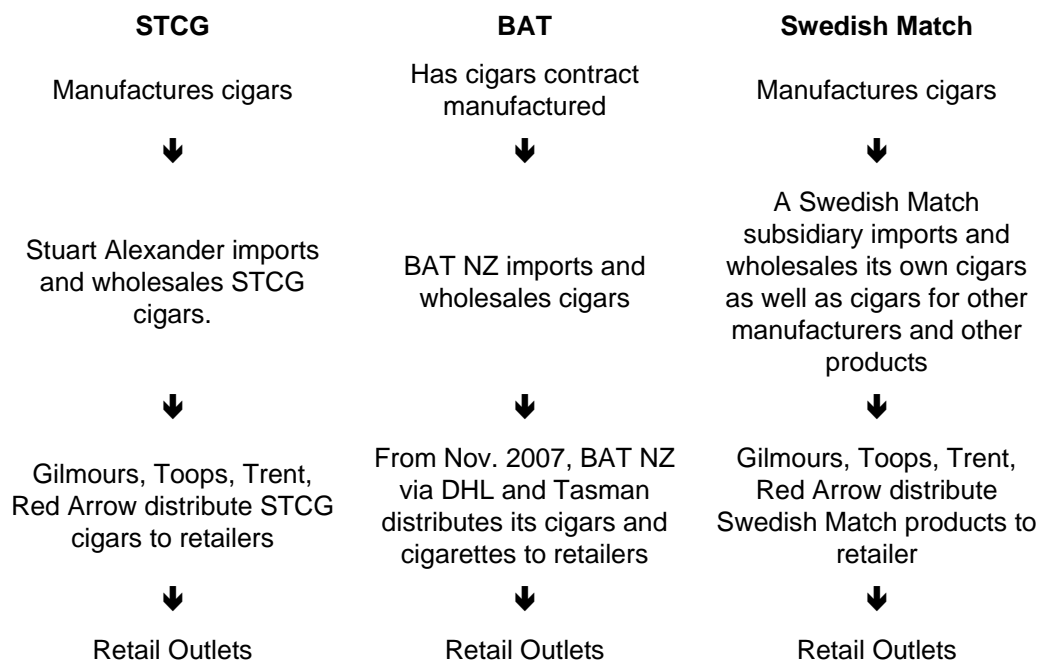 STCG
Manufactures cigars
Stuart Alexander imports
and wholesales STCG
cigars.
Gilmours, Toops, Trent,
Red Arrow distribute STCG
cigars to retailers
Retail Outlets
BAT
Has cigars contract
manufactured
BAT NZ imports and
wholesales cigars
From Nov. 2007, BAT NZ
via DHL and Tasman
distributes its cigars and
cigarettes to retailers
Retail Outlets
Swedish Match
Manufactures cigars
A Swedish Match
subsidiary imports and
wholesales its own cigars
as well as cigars for other
manufacturers and other
products
Gilmours, Toops, Trent,
Red Arrow distribute
Swedish Match products to
retailer
Retail Outlets